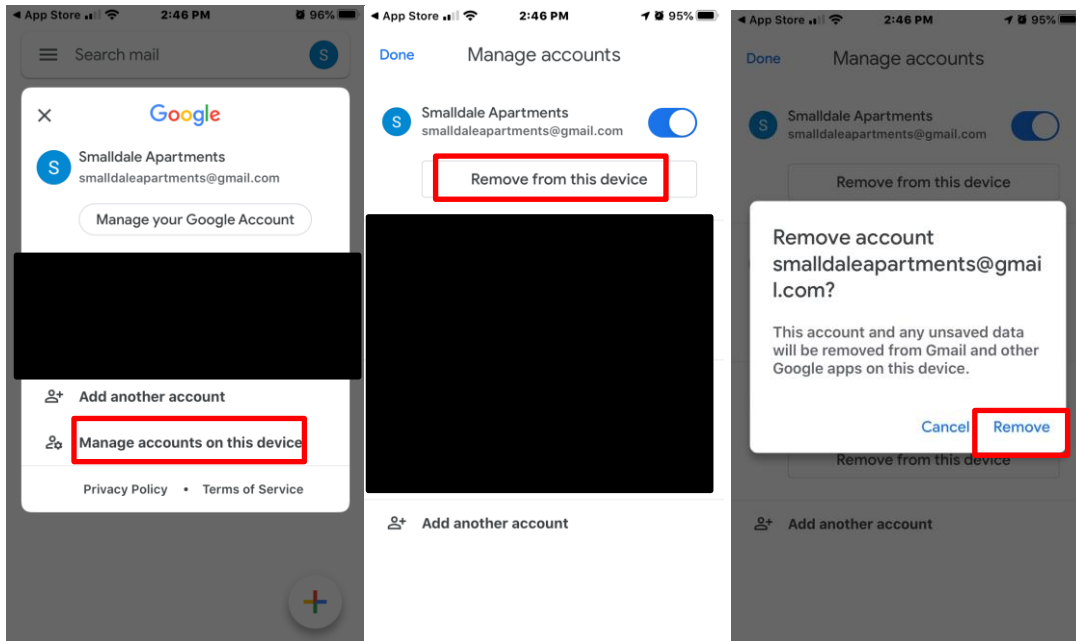 App Store
2:46 PM
96%
Search mail
S
Google
S
Smalldale Apartments
smalldaleapartments@gmail.com
Manage your Google Account
Add another account
Manage accounts on this device
Privacy Policy • Terms of Service
App Store
2:46 PM
95%
Done
Manage accounts
S
Smalldale Apartments
smalldaleapartments@gmail.com
Remove from this device
Add another account
App Store
2:46 PM
95%
Done
Manage accounts
S
Smalldale Apartments
smalldaleapartments@gmail.com
Remove from this device
Remove account
smalldaleapartments@gmai
l.com?
This account and any unsaved data
will be removed from Gmail and other
Google apps on this device.
Cancel
Remove
Remove from this device
Add another account